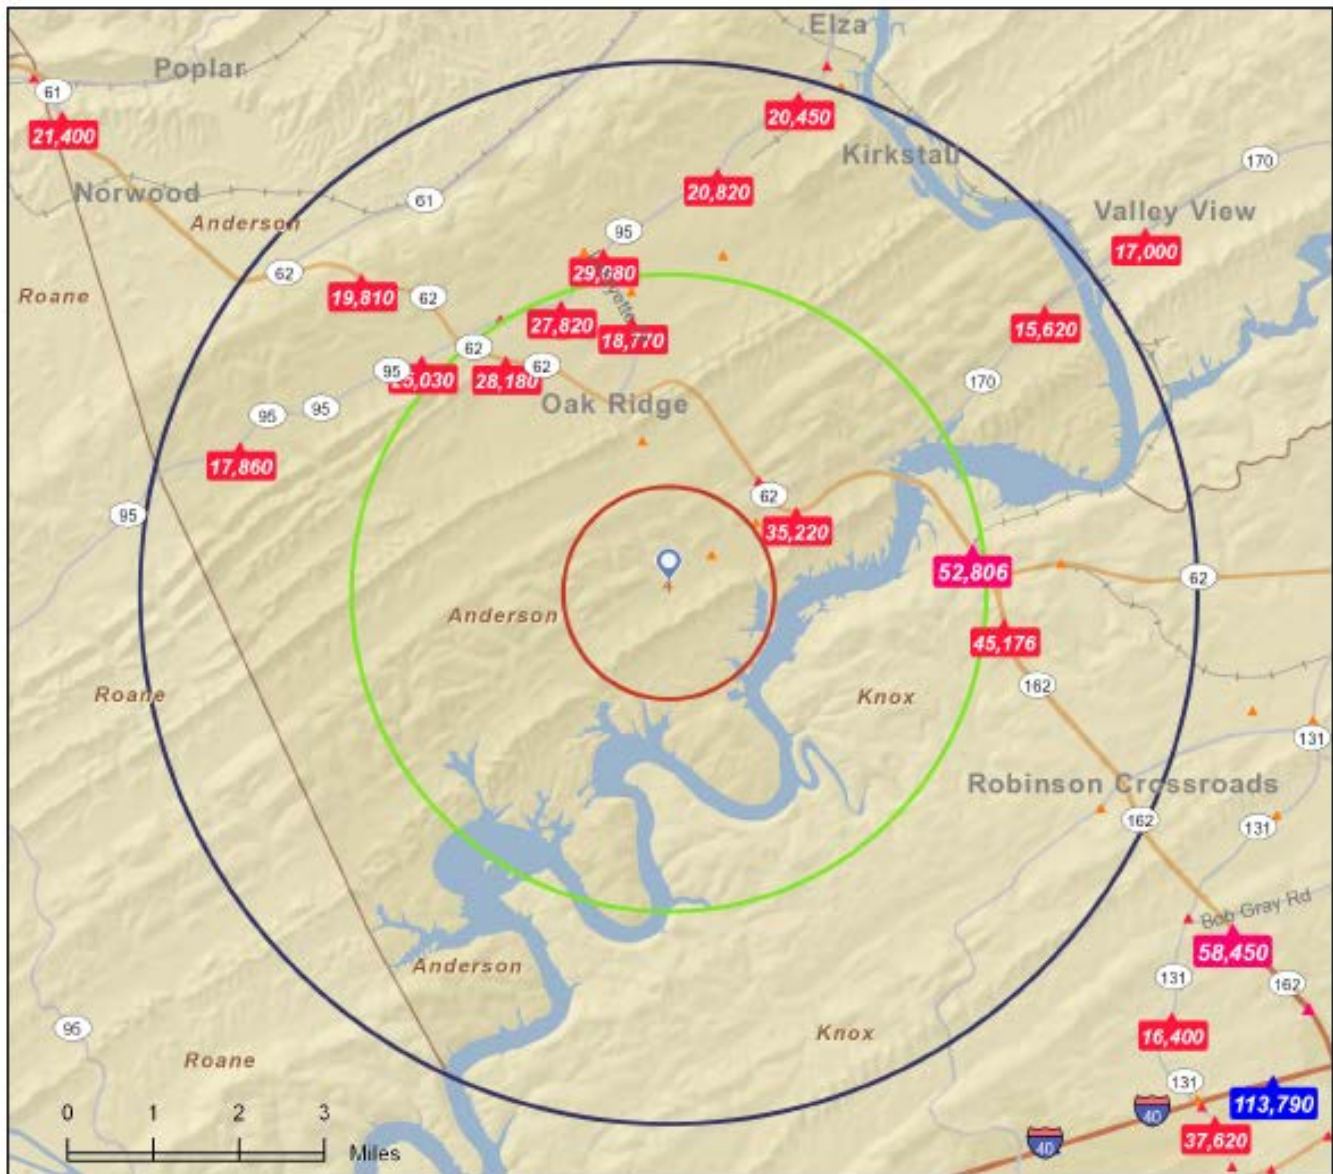 Elza
Poplar
61
21,400
20,450
Kirkstall
170
Norwood
20,820
61
Valley View
Anderson
95
17,000
62
29,080
Roane
19,810
62
27,820
15,620
18,770
62
62
95
25,030
28,180
170
95
95
Oak Ridge
17,860
62
95
35,220
52,806
62
Anderson
45,176
162
Roane
Knox
131
Robinson Crossroads
162
131
Bob Gray Rd
58,450
Anderson
131
162
95
Knox
16,400
Roane
131
0 1 2 3
40
113,790
37,620
40
Miles